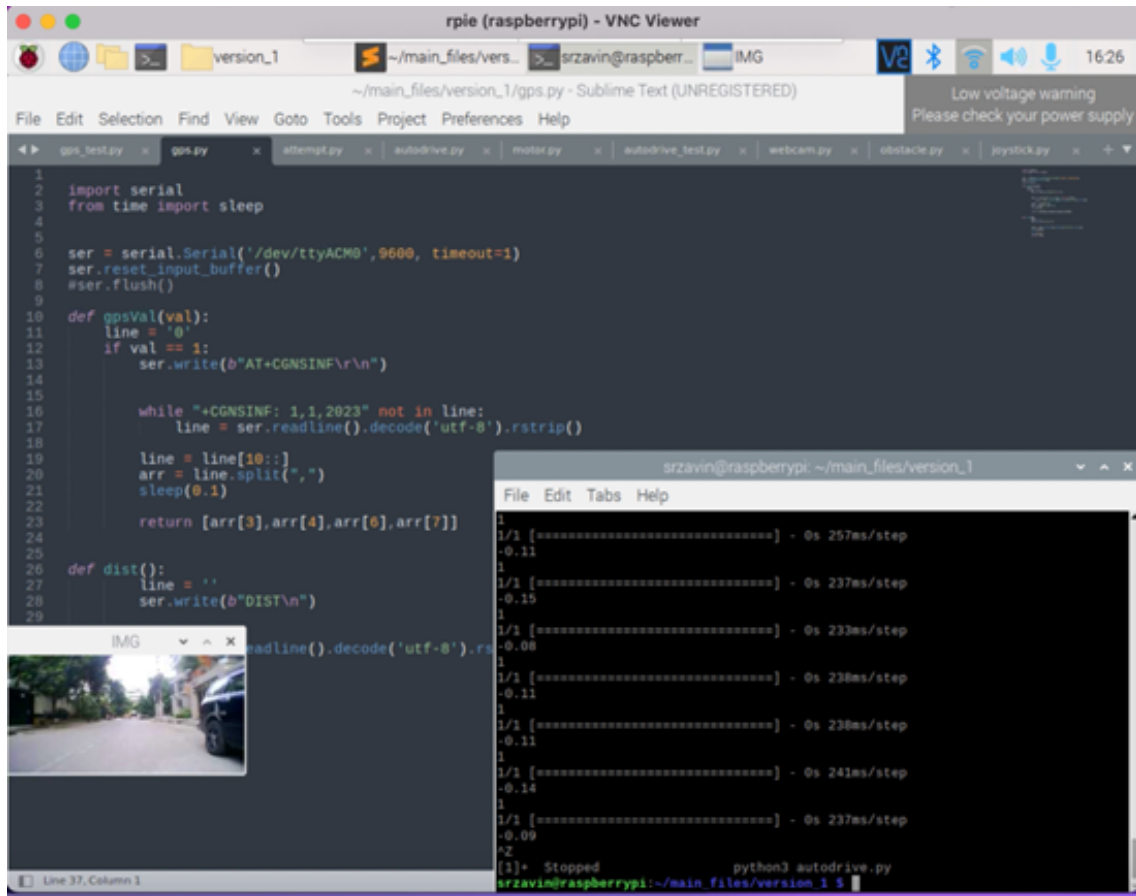 rpie (raspberrypi) - VNC Viewer
version_1
~/main_files/vers...
srzavin@raspberr...
IMG
16:26
~/main_files/version_1/gps.py - Sublime Text (UNREGISTERED)
Low voltage warning
Please check your power supply
File Edit Selection Find View Goto Tools Project Preferences Help
gps_test.py × gps.py × attempt.py × autodrive.py × motor.py × autodrive_test.py × webcam.py × obstacle.py × joystick.py × + ▼
1
2 import serial
3 from time import sleep
4
5
6 ser = serial.Serial('/dev/ttyACM0',9600, timeout=1)
7 ser.reset_input_buffer()
8 #ser.flush()
9
10 def gpsVal(val):
11 line = '0'
12 if val == 1:
13 ser.write(b"AT+CGNSINF\r\n")
14
15
16 while "+CGNSINF: 1,1,2023" not in line:
17 line = ser.readline().decode('utf-8').rstrip()
18
19 line = line[10::]
20 arr = line.split(",")
21 sleep(0.1)
22
23 return [arr[3],arr[4],arr[6],arr[7]]
24
25
26 def dist():
27 line = ''
28 ser.write(b"DIST\n")
29
eadline().decode('utf-8').rs
IMG
Line 37, Column 1
srzavin@raspberrypi: ~/main_files/version_1
File Edit Tabs Help
1
1/1 [==============================] - 0s 257ms/step
-0.11
1
1/1 [==============================] - 0s 237ms/step
-0.15
1
1/1 [==============================] - 0s 233ms/step
-0.08
1
1/1 [==============================] - 0s 238ms/step
-0.11
1
1/1 [==============================] - 0s 238ms/step
-0.11
1
1/1 [==============================] - 0s 241ms/step
-0.14
1
1/1 [==============================] - 0s 237ms/step
-0.09
^Z
[1]+ Stopped python3 autodrive.py
srzavin@raspberrypi:~/main_files/version_1 $